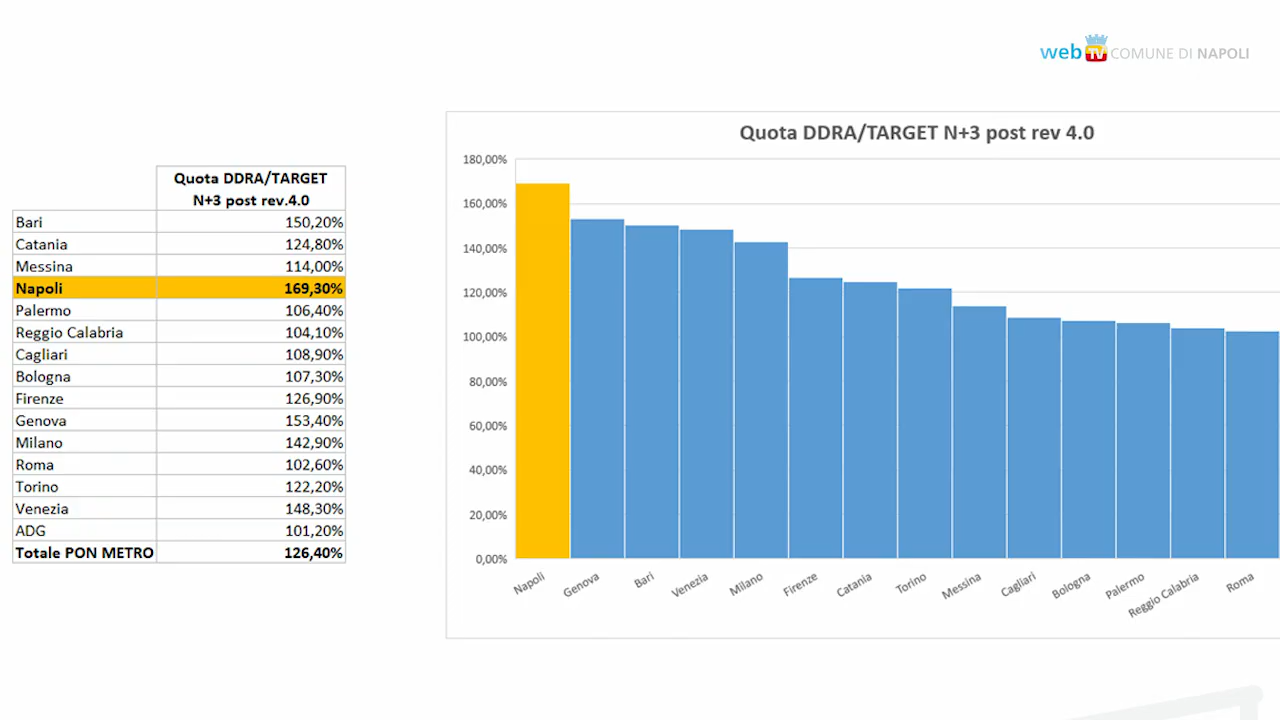 web TV COMUNE DI NAPOLI
Quota DDRA/TARGET
N+3 post rev.4.0
Bari 150,20%
Catania 124,80%
Messina 114,00%
Napoli 169,30%
Palermo 106,40%
Reggio Calabria 104,10%
Cagliari 108,90%
Bologna 107,30%
Firenze 126,90%
Genova 153,40%
Milano 142,90%
Roma 102,60%
Torino 122,20%
Venezia 148,30%
ADG 101,20%
Totale PON METRO 126,40%
Quota DDRA/TARGET N+3 post rev 4.0
180,00%
160,00%
140,00%
120,00%
100,00%
80,00%
60,00%
40,00%
20,00%
0,00%
Napoli Genova Bari Venezia Milano Firenze Catania Torino Messina Cagliari Bologna Palermo Reggio Calabria Roma